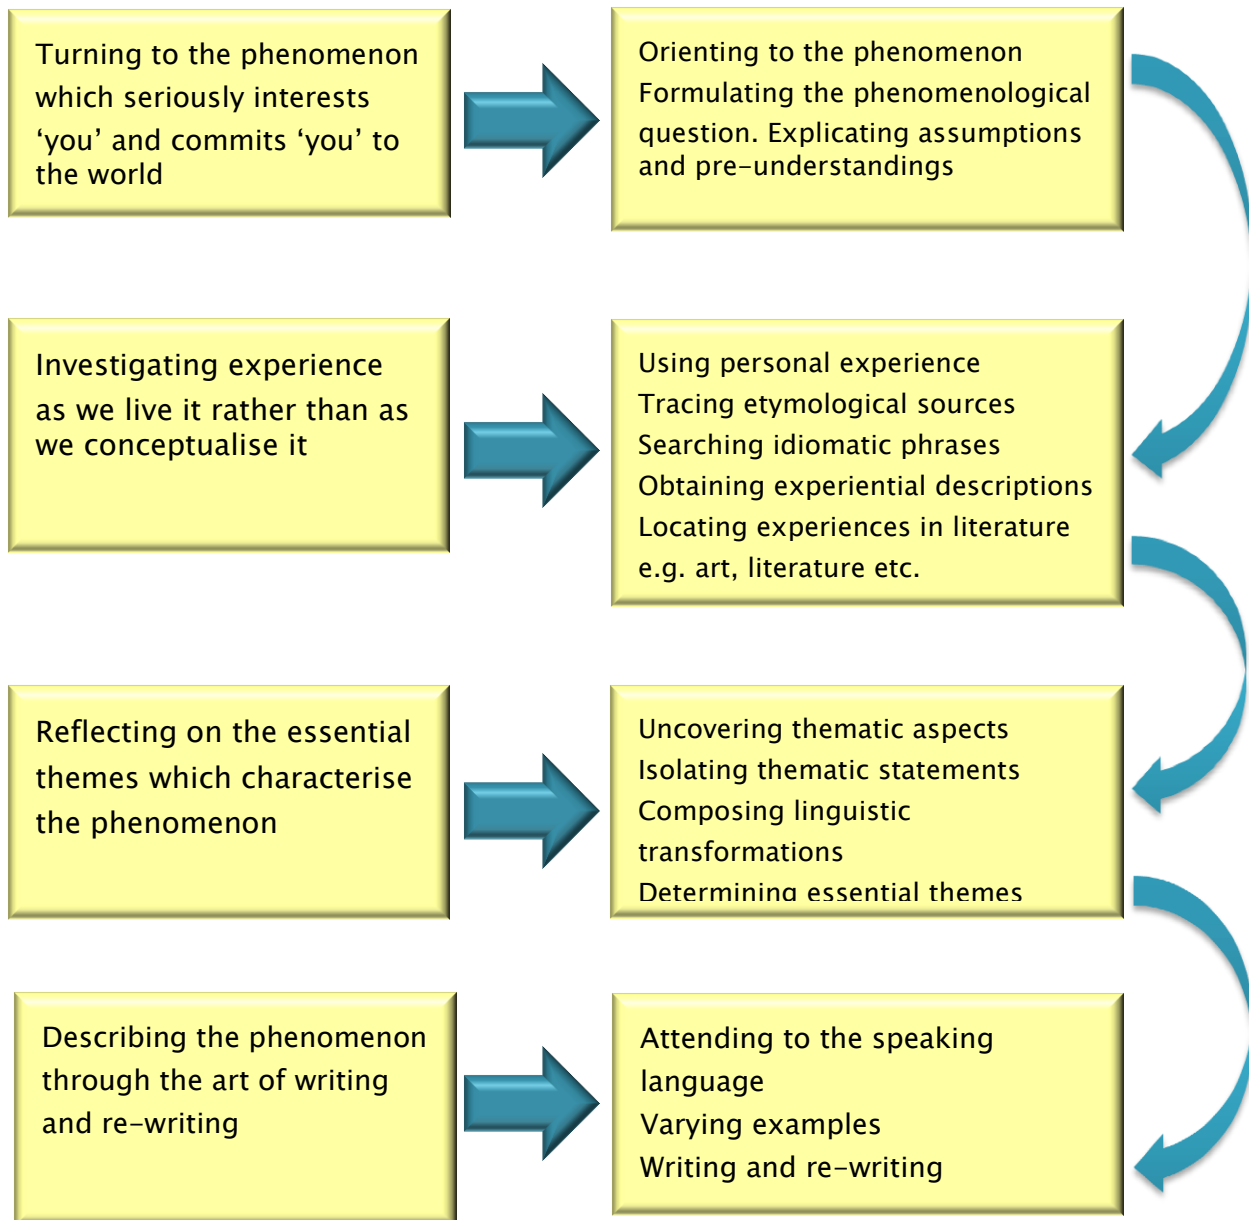 Turning to the phenomenon
which seriously interests
‘you’ and commits ‘you’ to
the world
Orienting to the phenomenon
Formulating the phenomenological
question. Explicating assumptions
and pre-understandings
Investigating experience
as we live it rather than as
we conceptualise it
Using personal experience
Tracing etymological sources
Searching idiomatic phrases
Obtaining experiential descriptions
Locating experiences in literature
e.g. art, literature etc.
Reflecting on the essential
themes which characterise
the phenomenon
Uncovering thematic aspects
Isolating thematic statements
Composing linguistic
transformations
Determining essential themes
Describing the phenomenon
through the art of writing
and re-writing
Attending to the speaking
language
Varying examples
Writing and re-writing